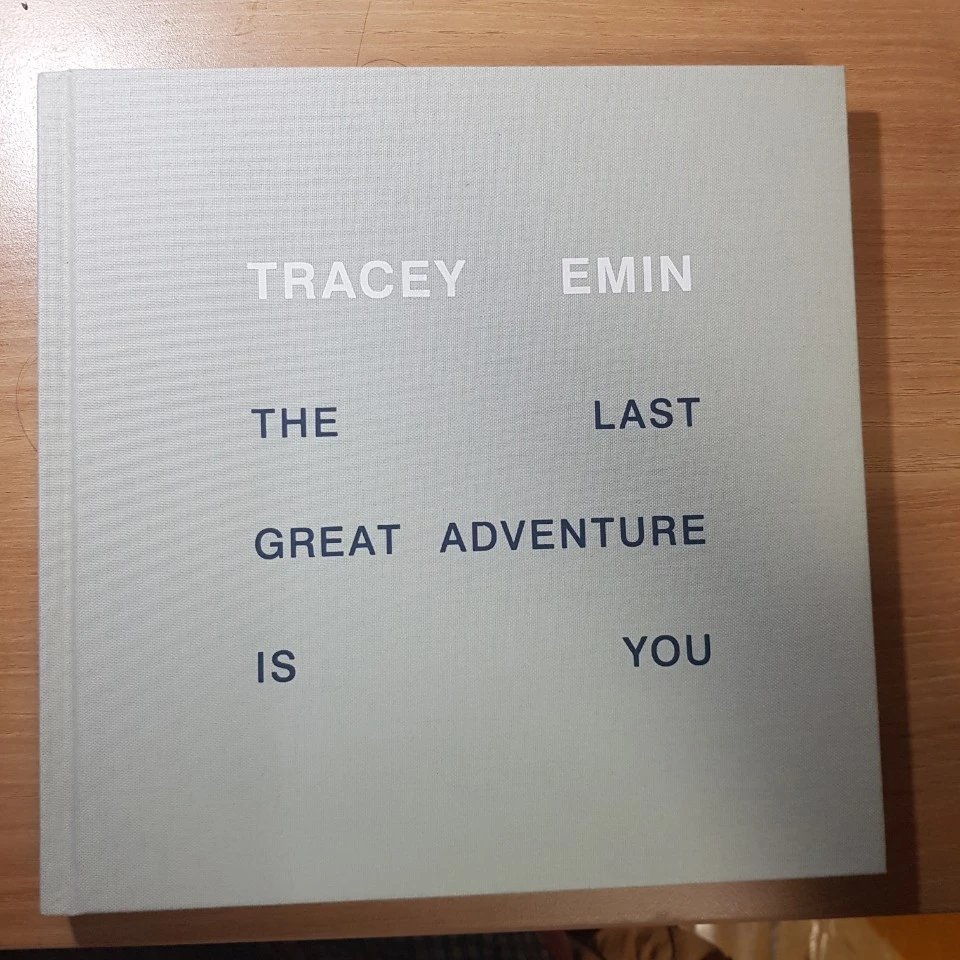 TRACEY EMIN
THE LAST
GREAT ADVENTURE
IS YOU